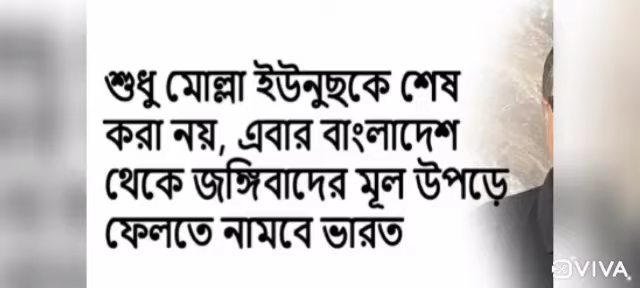 শুধু মোল্লা ইউনুছকে শেষ
করা নয়, এবার বাংলাদেশ
থেকে জঙ্গিবাদের মূল উপড়ে
ফেলতে নামবে ভারত
VIVA